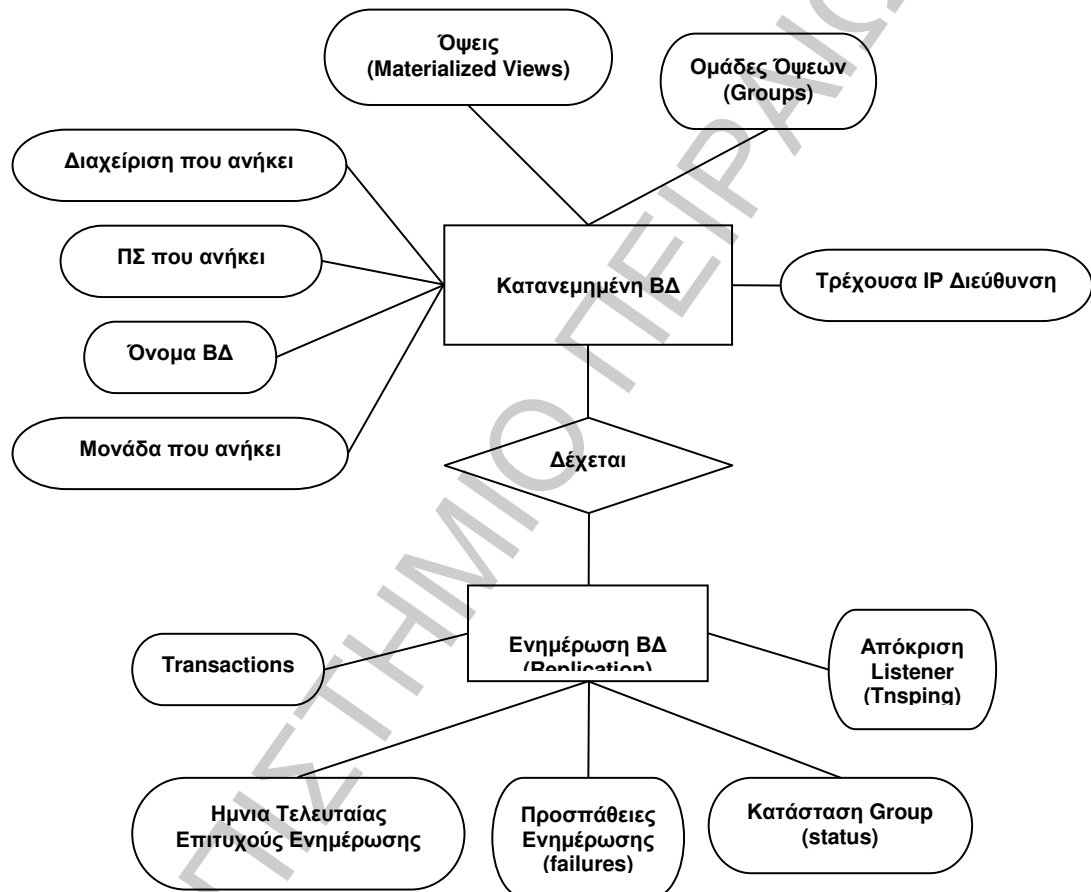 Όψεις
(Materialized Views)
Ομάδες Όψεων
(Groups)
Διαχείριση που ανήκει
ΠΣ που ανήκει
Κατανεμημένη ΒΔ
Τρέχουσα IP Διεύθυνση
Όνομα ΒΔ
Μονάδα που ανήκει
Δέχεται
Ενημέρωση ΒΔ
(Replication)
Transactions
Απόκριση
Listener
(Tnsping)
Ημνια Τελευταίας
Επιτυχούς Ενημέρωσης
Προσπάθειες
Ενημέρωσης
(failures)
Κατάσταση Group
(status)